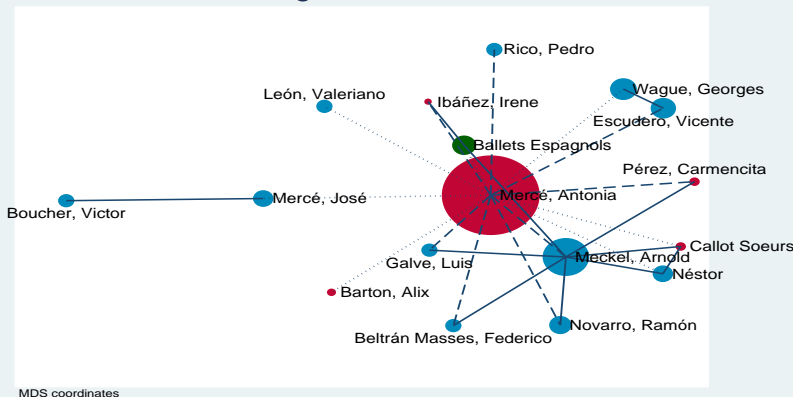 Rico, Pedro
Wague, Georges
León, Valeriano
Ibáñez, Irene
Escudero, Vicente
Ballets Espagnols
Pérez, Carmencita
Mercé, José
Mercé, Antonia
Boucher, Victor
Callot Soeurs
Galve, Luis
Meckel, Arnold
Néstor
Barton, Alix
Beltrán Masses, Federico
Novarro, Ramón
MDS coordinates